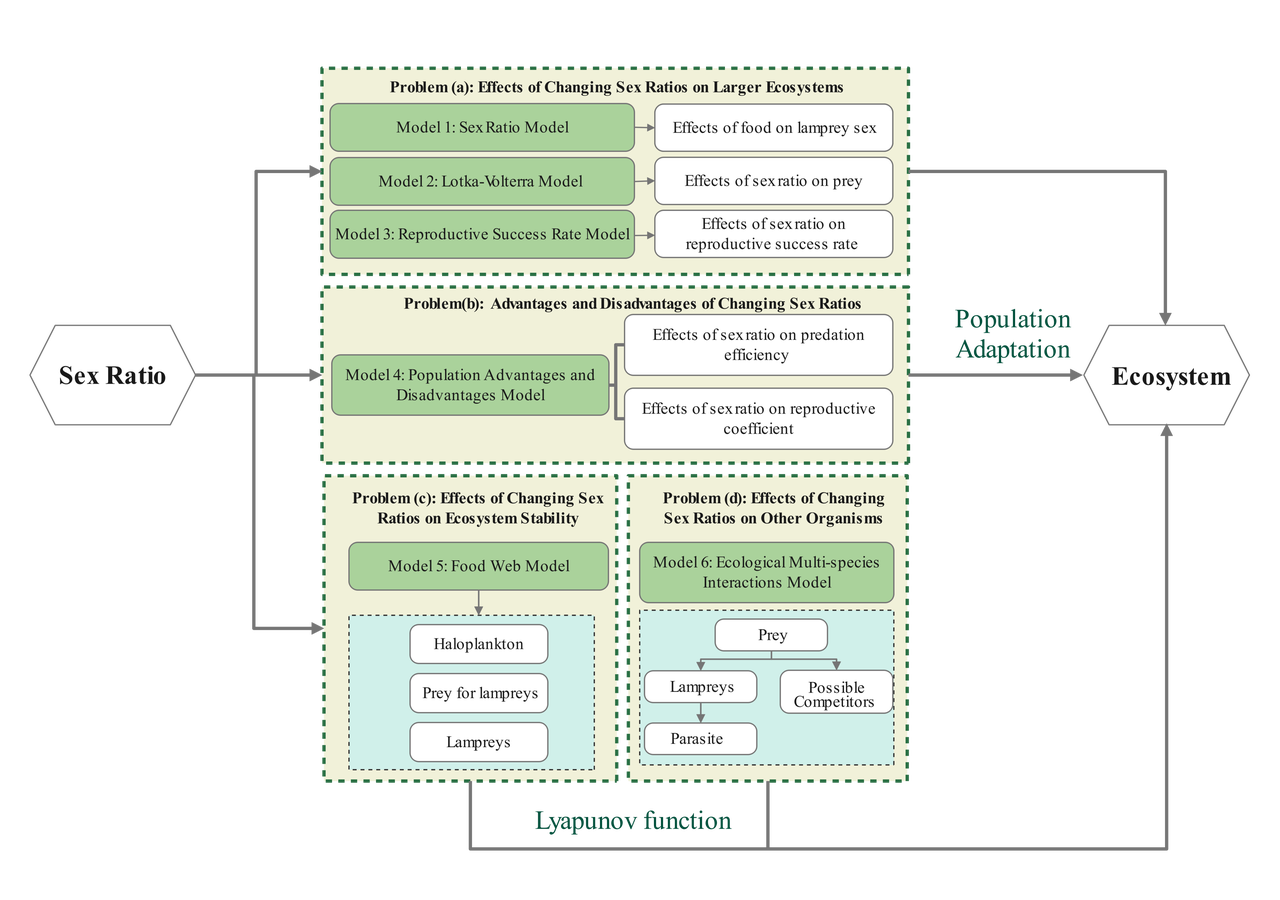 Problem (a): Effects of Changing Sex Ratios on Larger Ecosystems
Model 1: Sex Ratio Model
Effects of food on lamprey sex
Model 2: Lotka-Volterra Model
Effects of sex ratio on prey
Model 3: Reproductive Success Rate Model
Effects of sex ratio on
reproductive success rate
Problem(b): Advantages and Disadvantages of Changing Sex Ratios
Model 4: Population Advantages and
Disadvantages Model
Effects of sex ratio on predation
efficiency
Effects of sex ratio on reproductive
coefficient
Sex Ratio
Population
Adaptation
Ecosystem
Problem (c): Effects of Changing Sex
Ratios on Ecosystem Stability
Model 5: Food Web Model
Haloplankton
Prey for lampreys
Lampreys
Problem (d): Effects of Changing
Sex Ratios on Other Organisms
Model 6: Ecological Multi-species
Interactions Model
Prey
Lampreys
Possible
Competitors
Parasite
Lyapunov function